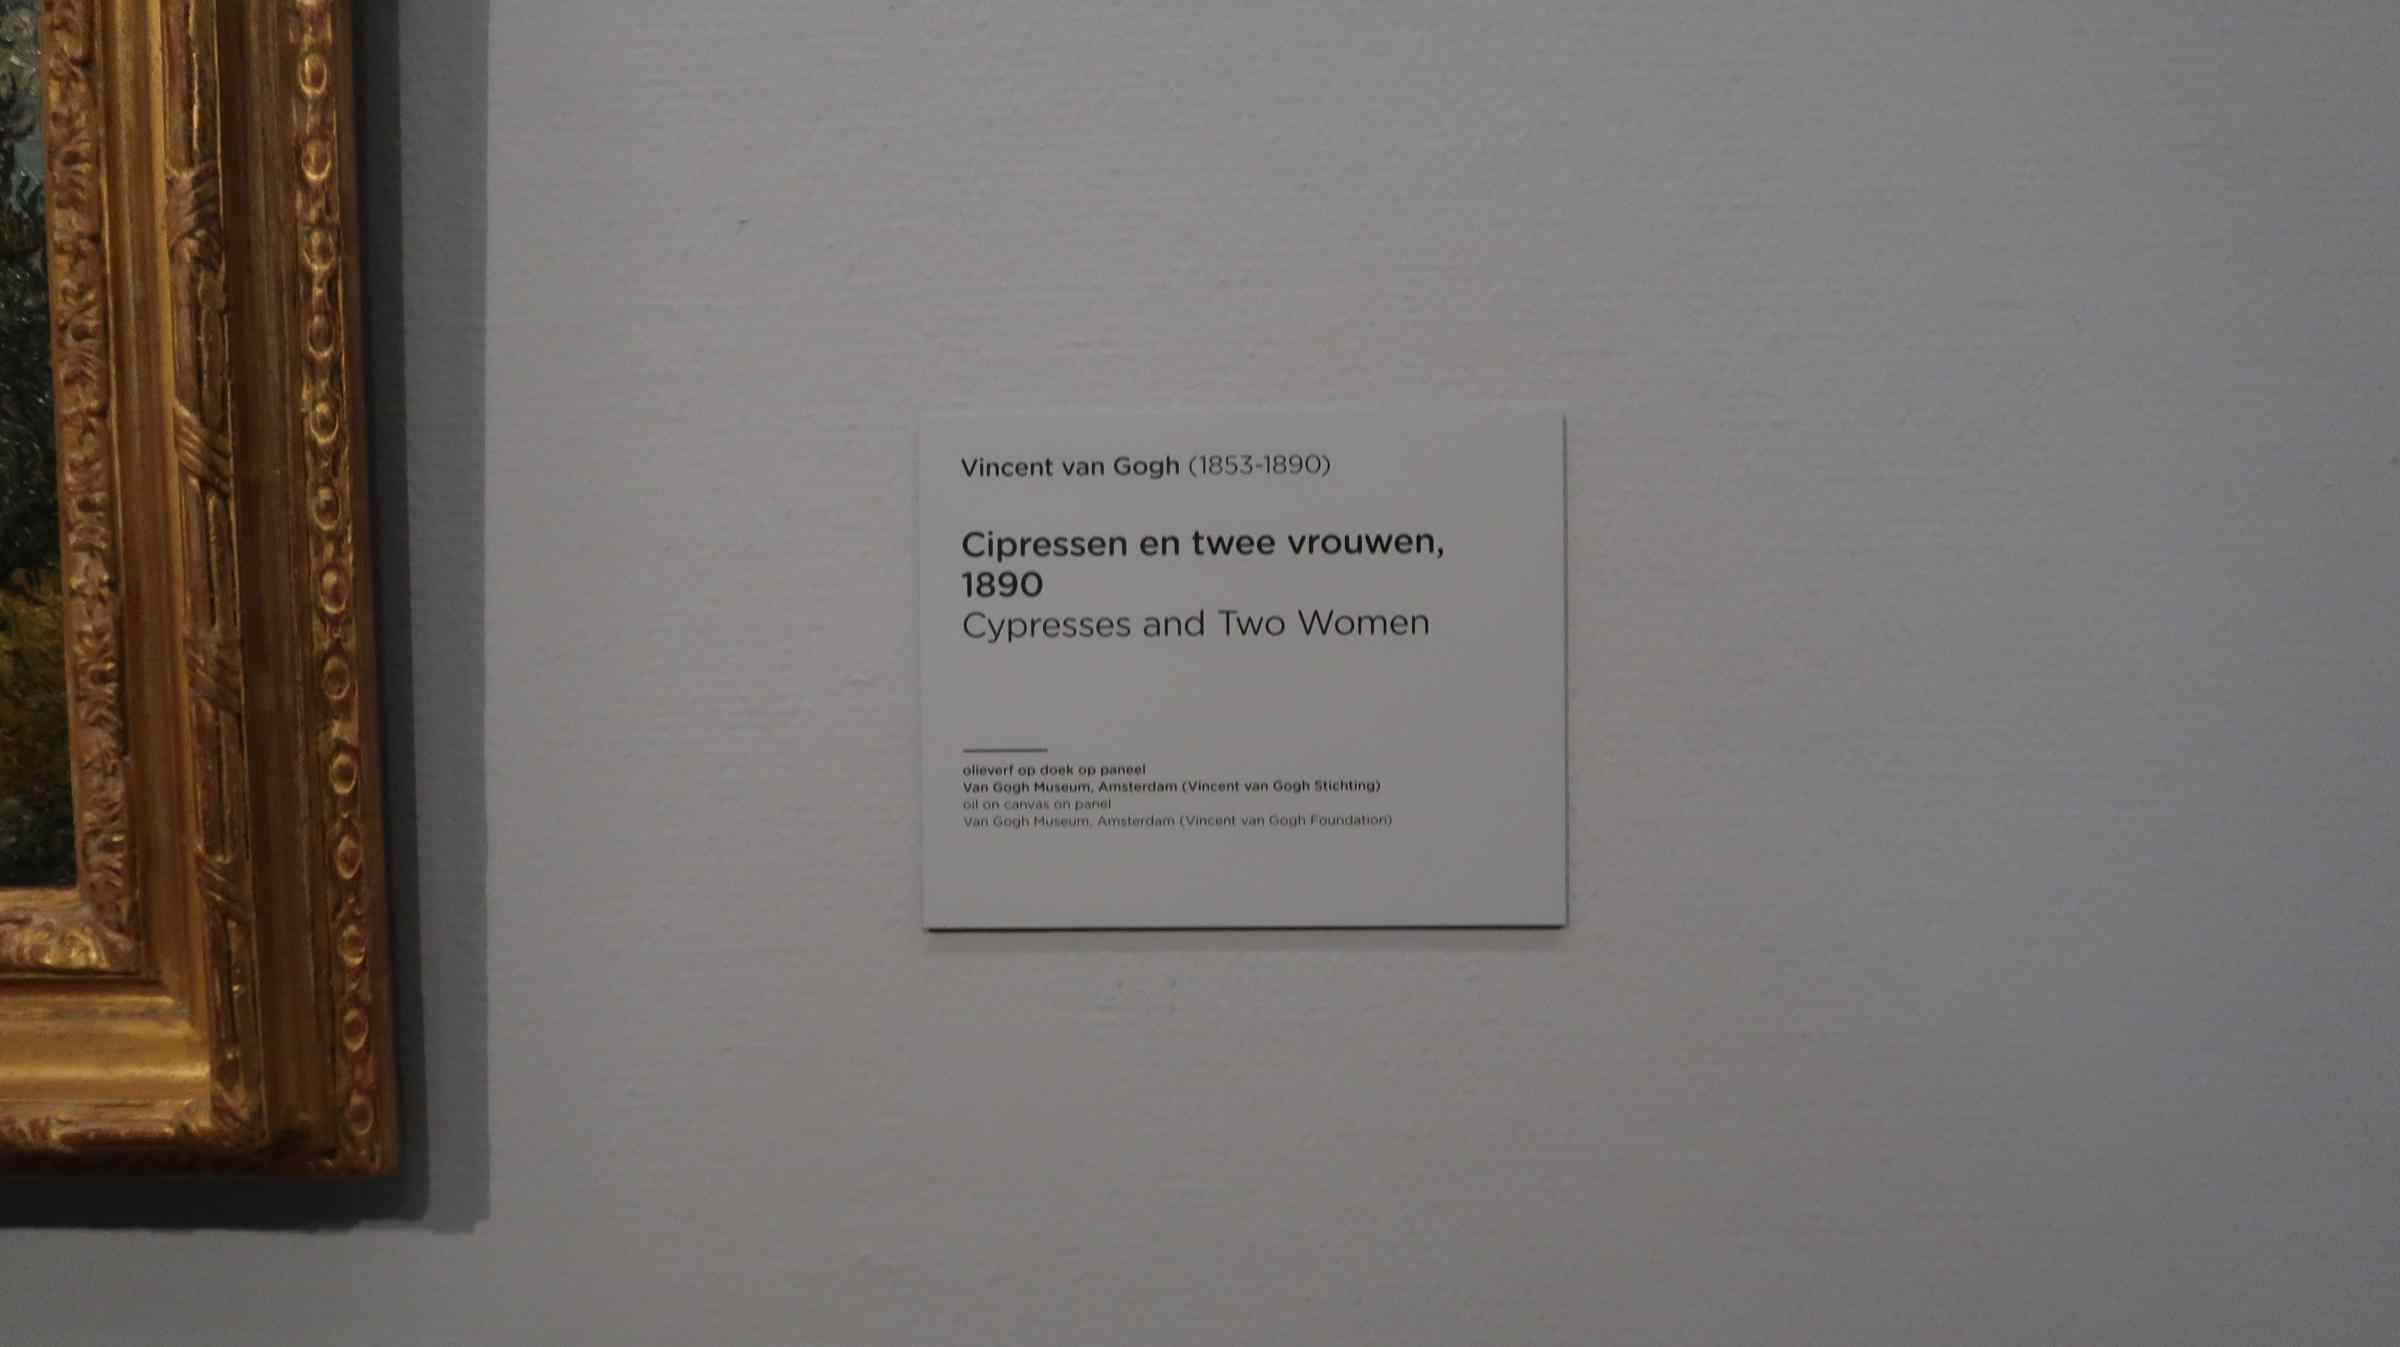 Vincent van Gogh (1853-1890)
Cipressen en twee vrouwen,
1890
Cypresses and Two Women
olieverf op doek op paneel
Van Gogh Museum, Amsterdam (Vincent van Gogh Stichting)
oil on canvas on panel
Van Gogh Museum, Amsterdam (Vincent van Gogh Foundation)